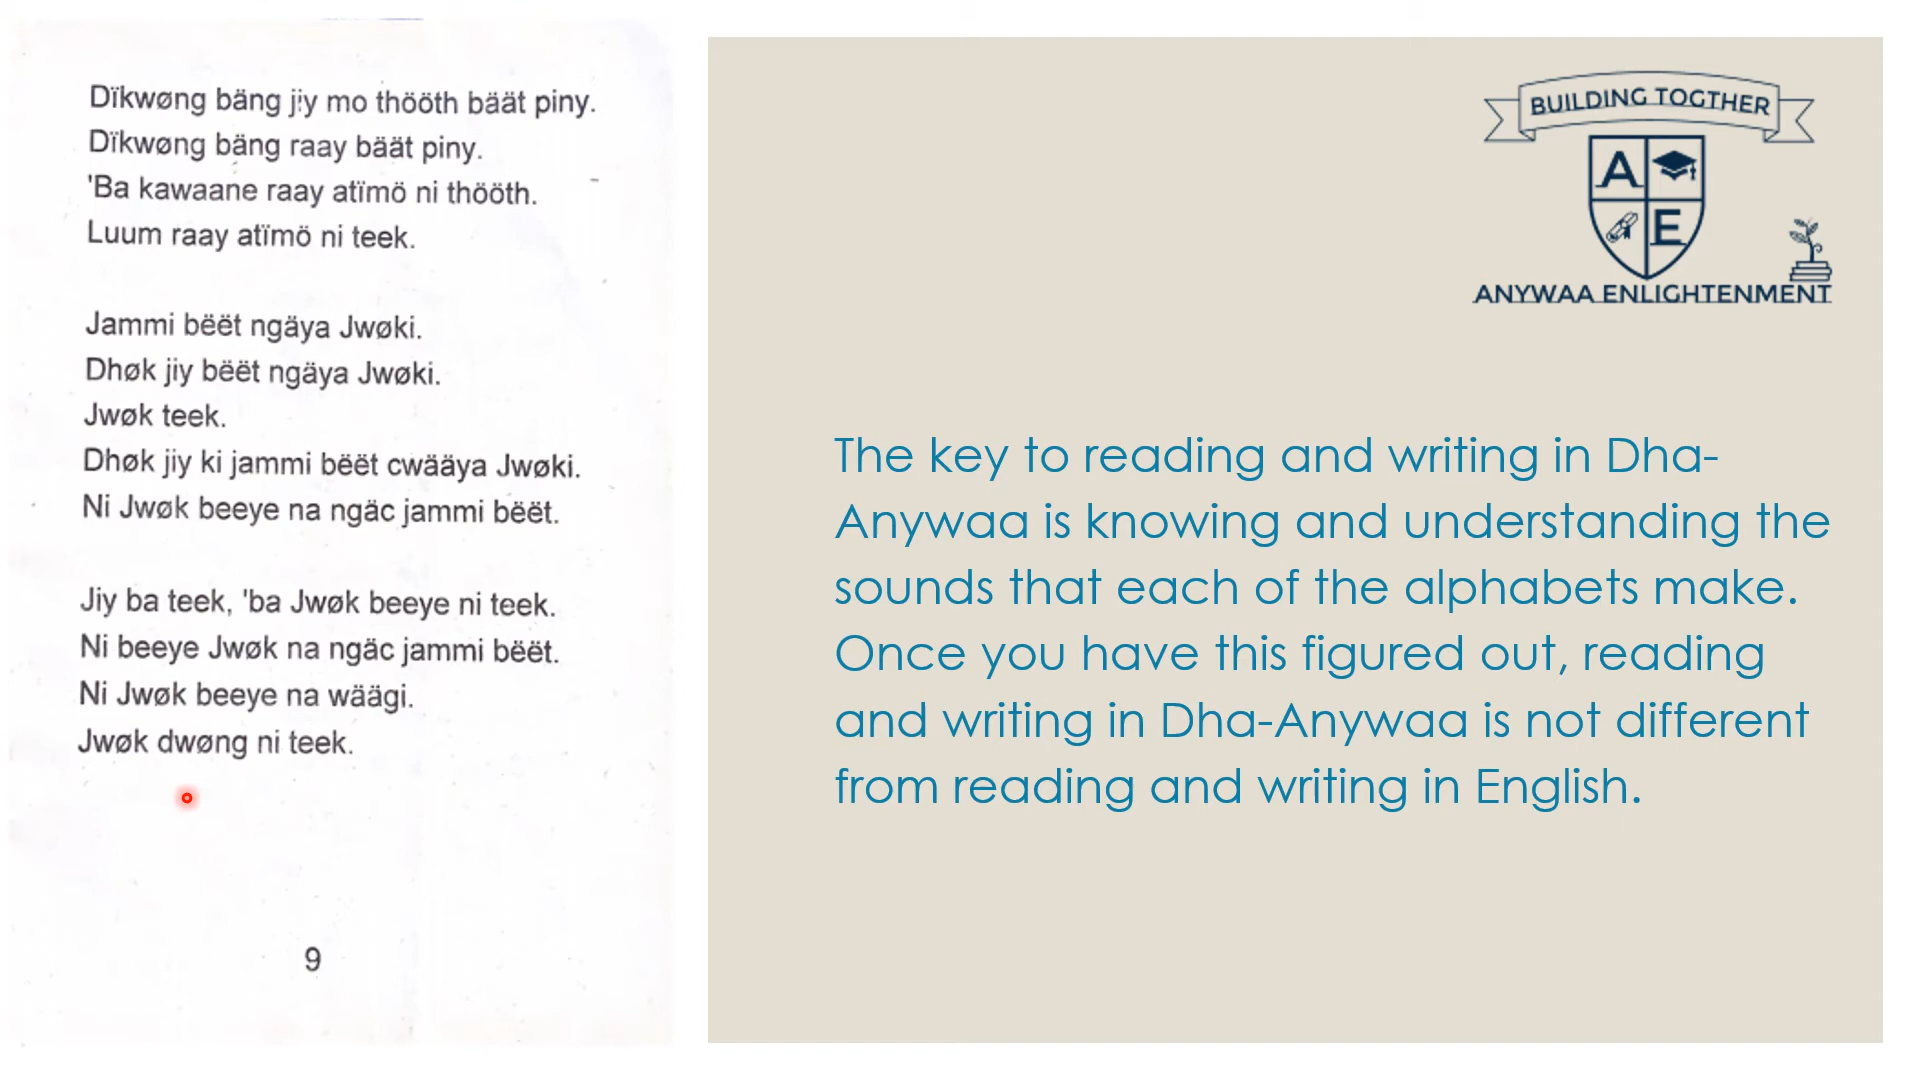 Dïkwøng bäng jiy mo thööth bäät piny.
Dïkwøng bäng raay bäät piny.
'Ba kawaane raay atïmö ni thööth.
Luum raay atïmö ni teek.
Jammi bëët ngäya Jwøki.
Dhøk jiy bëët ngäya Jwøki.
Jwøk teek.
Dhøk jiy ki jammi bëët cwääya Jwøki.
Ni Jwøk beeye na ngäc jammi bëët.
Jiy ba teek, 'ba Jwøk beeye ni teek.
Ni beeye Jwøk na ngäc jammi bëët.
Ni Jwøk beeye na wäägi.
Jwøk dwøng ni teek.
9
BUILDING TOGTHER
A
E
ANYWAA ENLIGHTENMENT
The key to reading and writing in Dha-
Anywaa is knowing and understanding the
sounds that each of the alphabets make.
Once you have this figured out, reading
and writing in Dha-Anywaa is not different
from reading and writing in English.